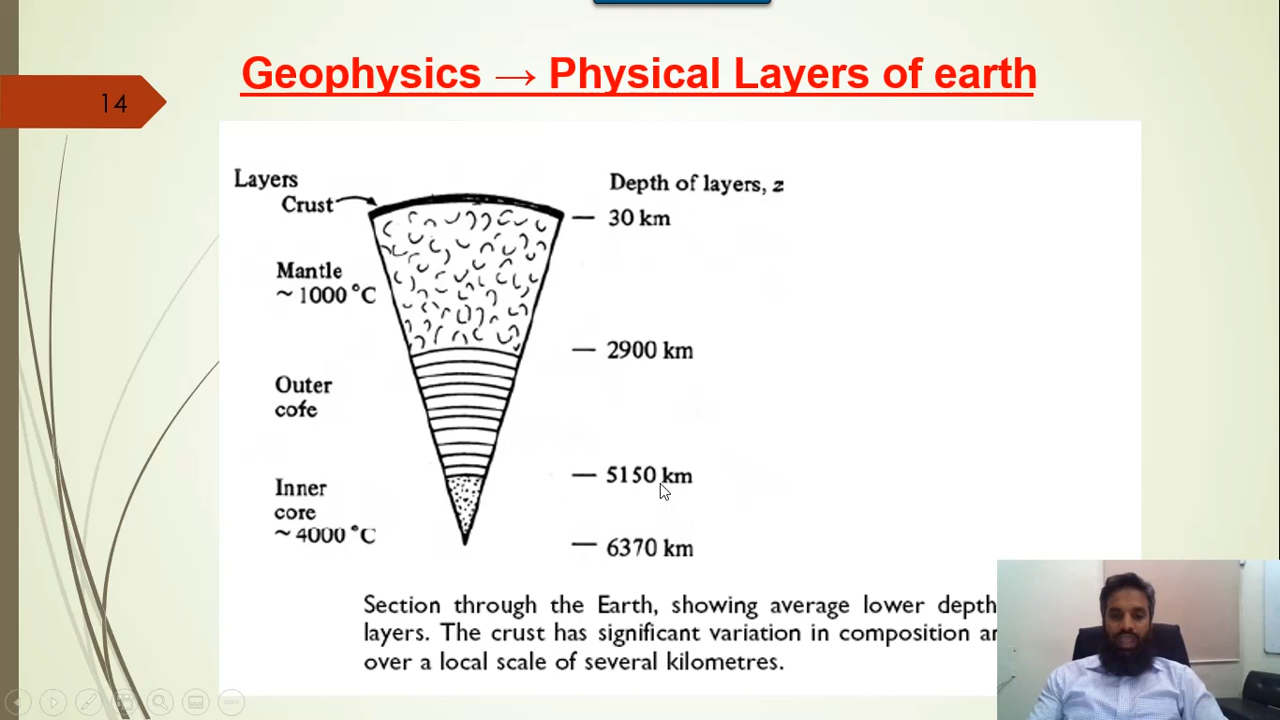 Geophysics → Physical Layers of earth
14
Layers
Crust
Depth of layers, z
30 km
Mantle
~ 1000 °C
2900 km
Outer
cofe
5150 km
Inner
core
~ 4000 °C
6370 km
Section through the Earth, showing average lower depth
layers. The crust has significant variation in composition
over a local scale of several kilometres.